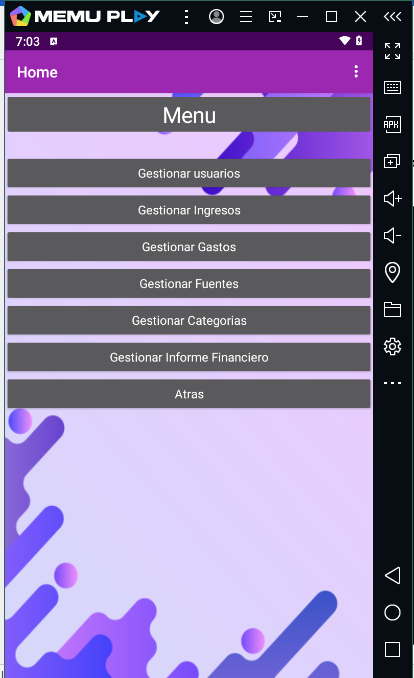 MEMU PLAY
7:03 A
Home
Menu
Gestionar usuarios
Gestionar Ingresos
Gestionar Gastos
Gestionar Fuentes
Gestionar Categorias
Gestionar Informe Financiero
Atras
APK